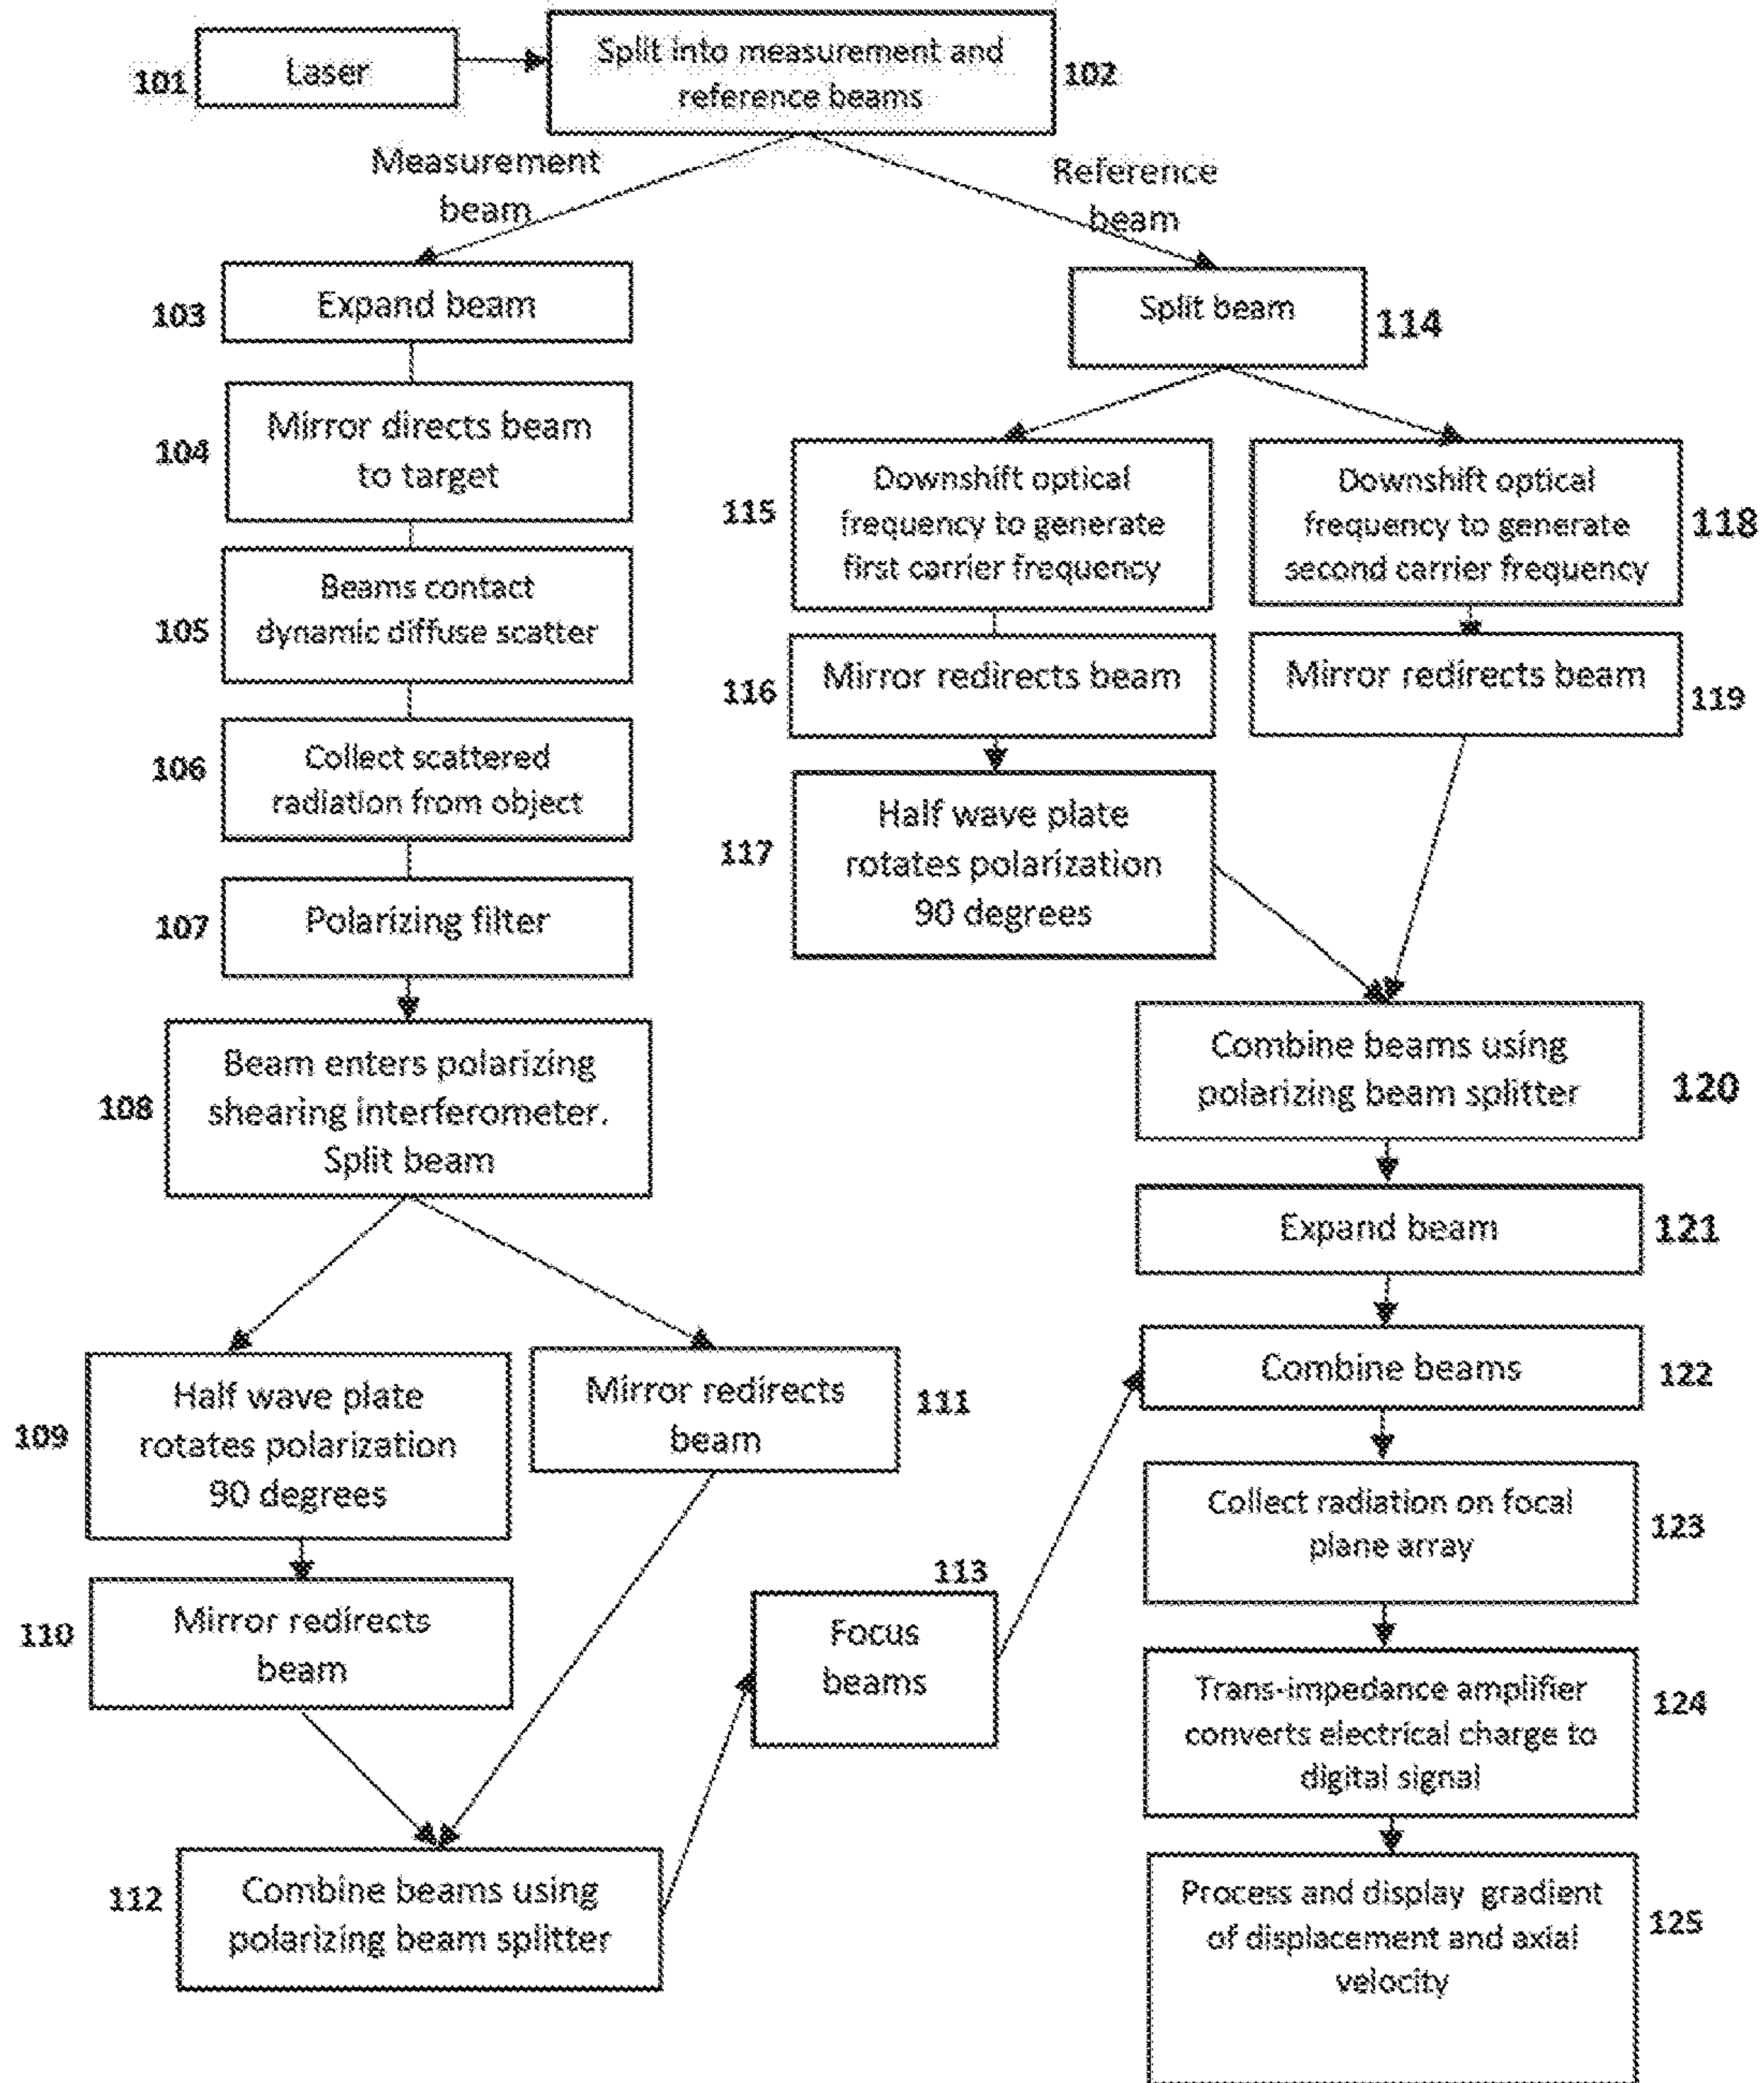 101
Laser
Split into measurement and
reference beams
102
Measurement
beam
Reference
beam
103
Expand beam
104
Mirror directs beam
to target
105
Beams contact
dynamic diffuse scatter
106
Collect scattered
radiation from object
107
Polarizing filter
108
Beam enters polarizing
shearing interferometer.
Split beam
109
Half wave plate
rotates polarization
90 degrees
110
Mirror redirects
beam
Mirror redirects
beam
111
112
Combine beams using
polarizing beam splitter
113
Focus
beams
Split beam
114
115
Downshift optical
frequency to generate
first carrier frequency
116
Mirror redirects beam
117
Half wave plate
rotates polarization
90 degrees
Downshift optical
frequency to generate
second carrier frequency
118
Mirror redirects beam
119
Combine beams using
polarizing beam splitter
120
Expand beam
121
Combine beams
122
Collect radiation on focal
plane array
123
Trans-impedance amplifier
converts electrical charge to
digital signal
124
Process and display gradient
of displacement and axial
velocity
125